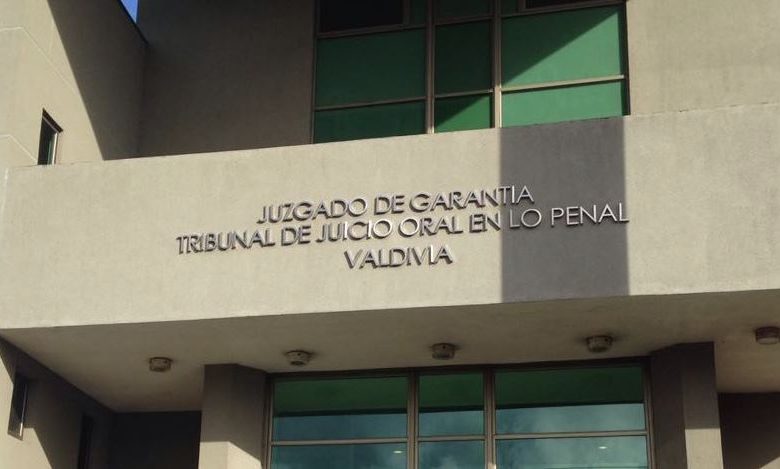 JUZGADO DE GARANTIA
TRIBUNAL DE JUICIO ORAL EN LO PENAL
VALDIVIA